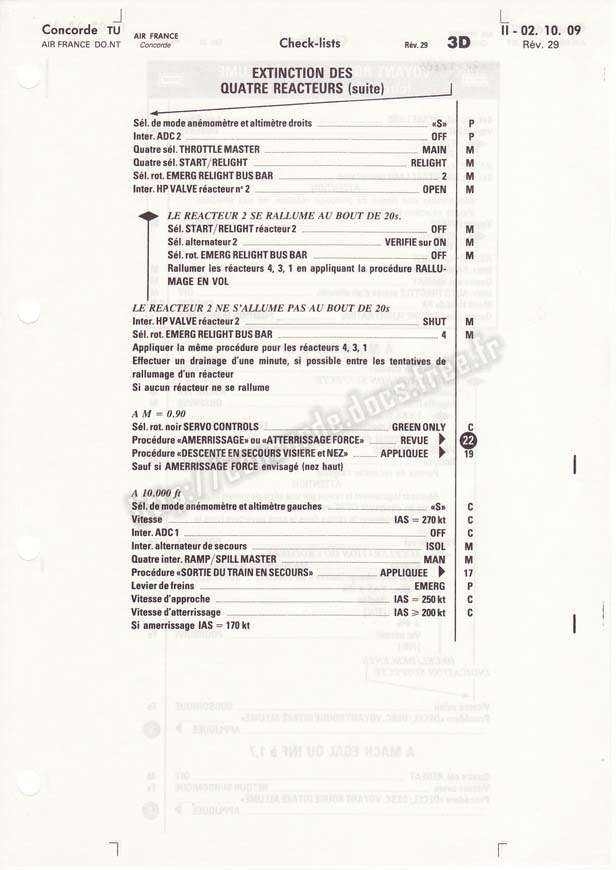 Concorde TU
AIR FRANCE DO.NT
AIR FRANCE
Concorde
Check-lists
Rév. 29
3D
II - 02. 10. 09
Rév. 29
EXTINCTION DES
QUATRE REACTEURS (suite)
Sél. de mode anémomètre et altimètre droits «S» P
Inter. ADC 2 OFF P
Quatre sél. THROTTLE MASTER MAIN M
Quatre sél. START/RELIGHT RELIGHT M
Sél. rot. EMERG RELIGHT BUS BAR 2 M
Inter. HP VALVE réacteur n° 2 OPEN M
LE REACTEUR 2 SE RALLUME AU BOUT DE 20s.
Sél. START/RELIGHT réacteur 2 OFF M
Sél. alternateur 2 VERIFIE sur ON M
Sél. rot. EMERG RELIGHT BUS BAR OFF M
Rallumer les réacteurs 4, 3, 1 en appliquant la procédure RALLU-
MAGE EN VOL
LE REACTEUR 2 NE S'ALLUME PAS AU BOUT DE 20s
Inter. HP VALVE réacteur 2 SHUT M
Sél. rot. EMERG RELIGHT BUS BAR 4 M
Appliquer la même procédure pour les réacteurs 4, 3, 1
Effectuer un drainage d'une minute, si possible entre les tentatives de
rallumage d'un réacteur
Si aucun réacteur ne se rallume
A M = 0.90
Sél. rot. noir SERVO CONTROLS GREEN ONLY C
Procédure «AMERRISSAGE» ou «ATTERRISSAGE FORCE» REVUE 22
Procédure «DESCENTE EN SECOURS VISIERE et NEZ» APPLIQUEE 19
Sauf si AMERRISSAGE FORCE envisagé (nez haut)
A 10.000 ft
Sél. de mode anémomètre et altimètre gauches «S» C
Vitesse IAS = 270 kt C
Inter. ADC 1 OFF C
Inter. alternateur de secours ISOL M
Quatre inter. RAMP/SPILL MASTER MAN M
Procédure «SORTIE DU TRAIN EN SECOURS» APPLIQUEE 17
Levier de freins EMERG P
Vitesse d'approche IAS = 250 kt C
Vitesse d'atterrissage IAS ⩾ 200 kt C
Si amerrissage IAS = 170 kt